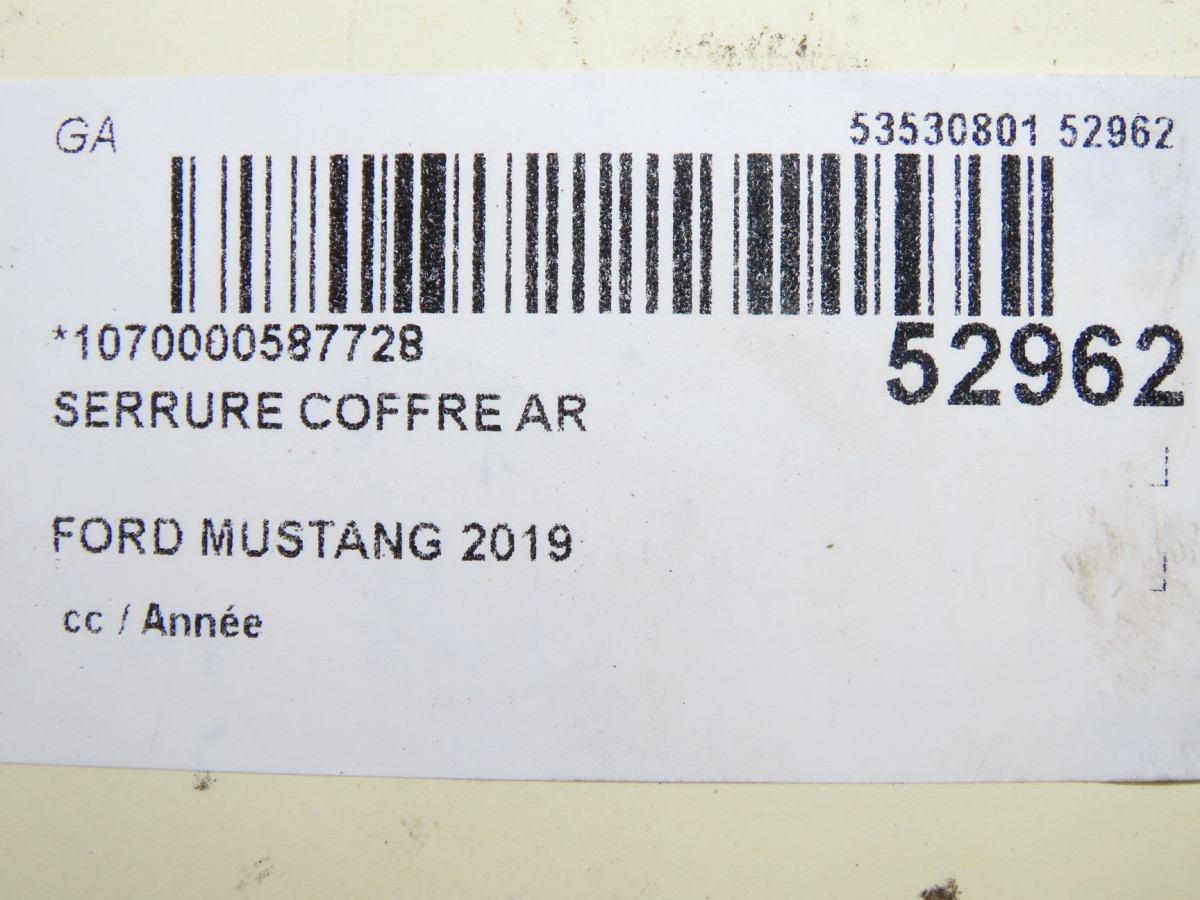 GA 53530801 52962
*1070000587728 52962
SERRURE COFFRE AR
FORD MUSTANG 2019
cc / Année